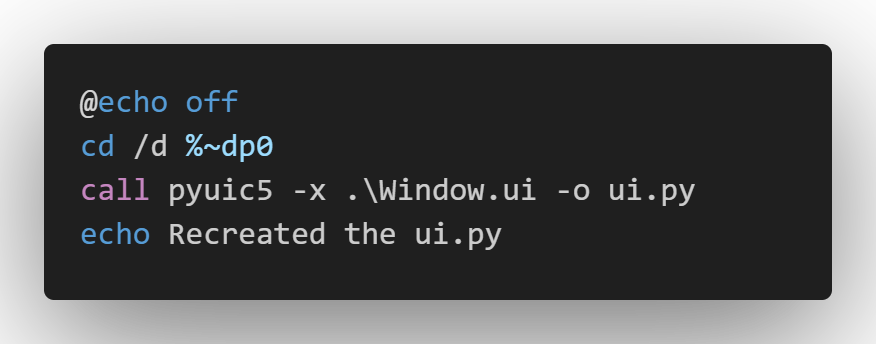 @echo off
cd /d %~dp0
call pyuic5 -x .\Window.ui -o ui.py
echo Recreated the ui.py